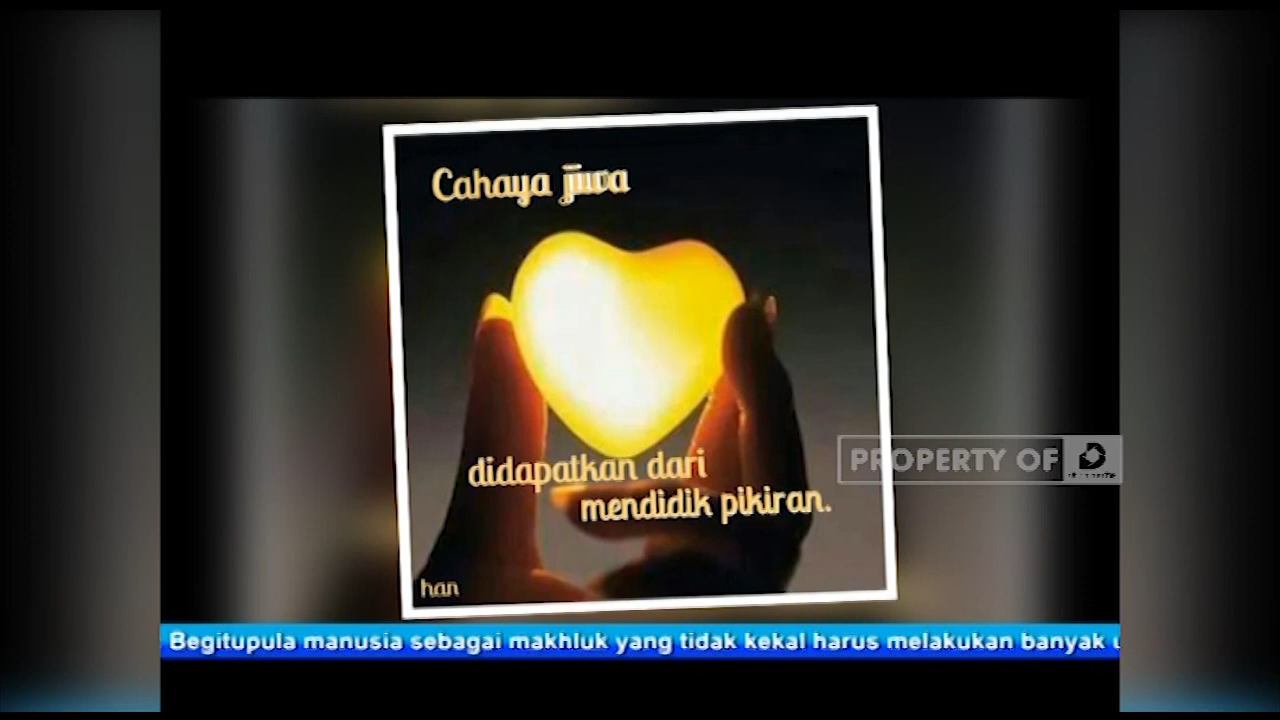 Cahaya jiwa
didapatkan dari
mendidik pikiran.
PROPERTY OF
han
Begitupula manusia sebagai makhluk yang tidak kekal harus melakukan banyak